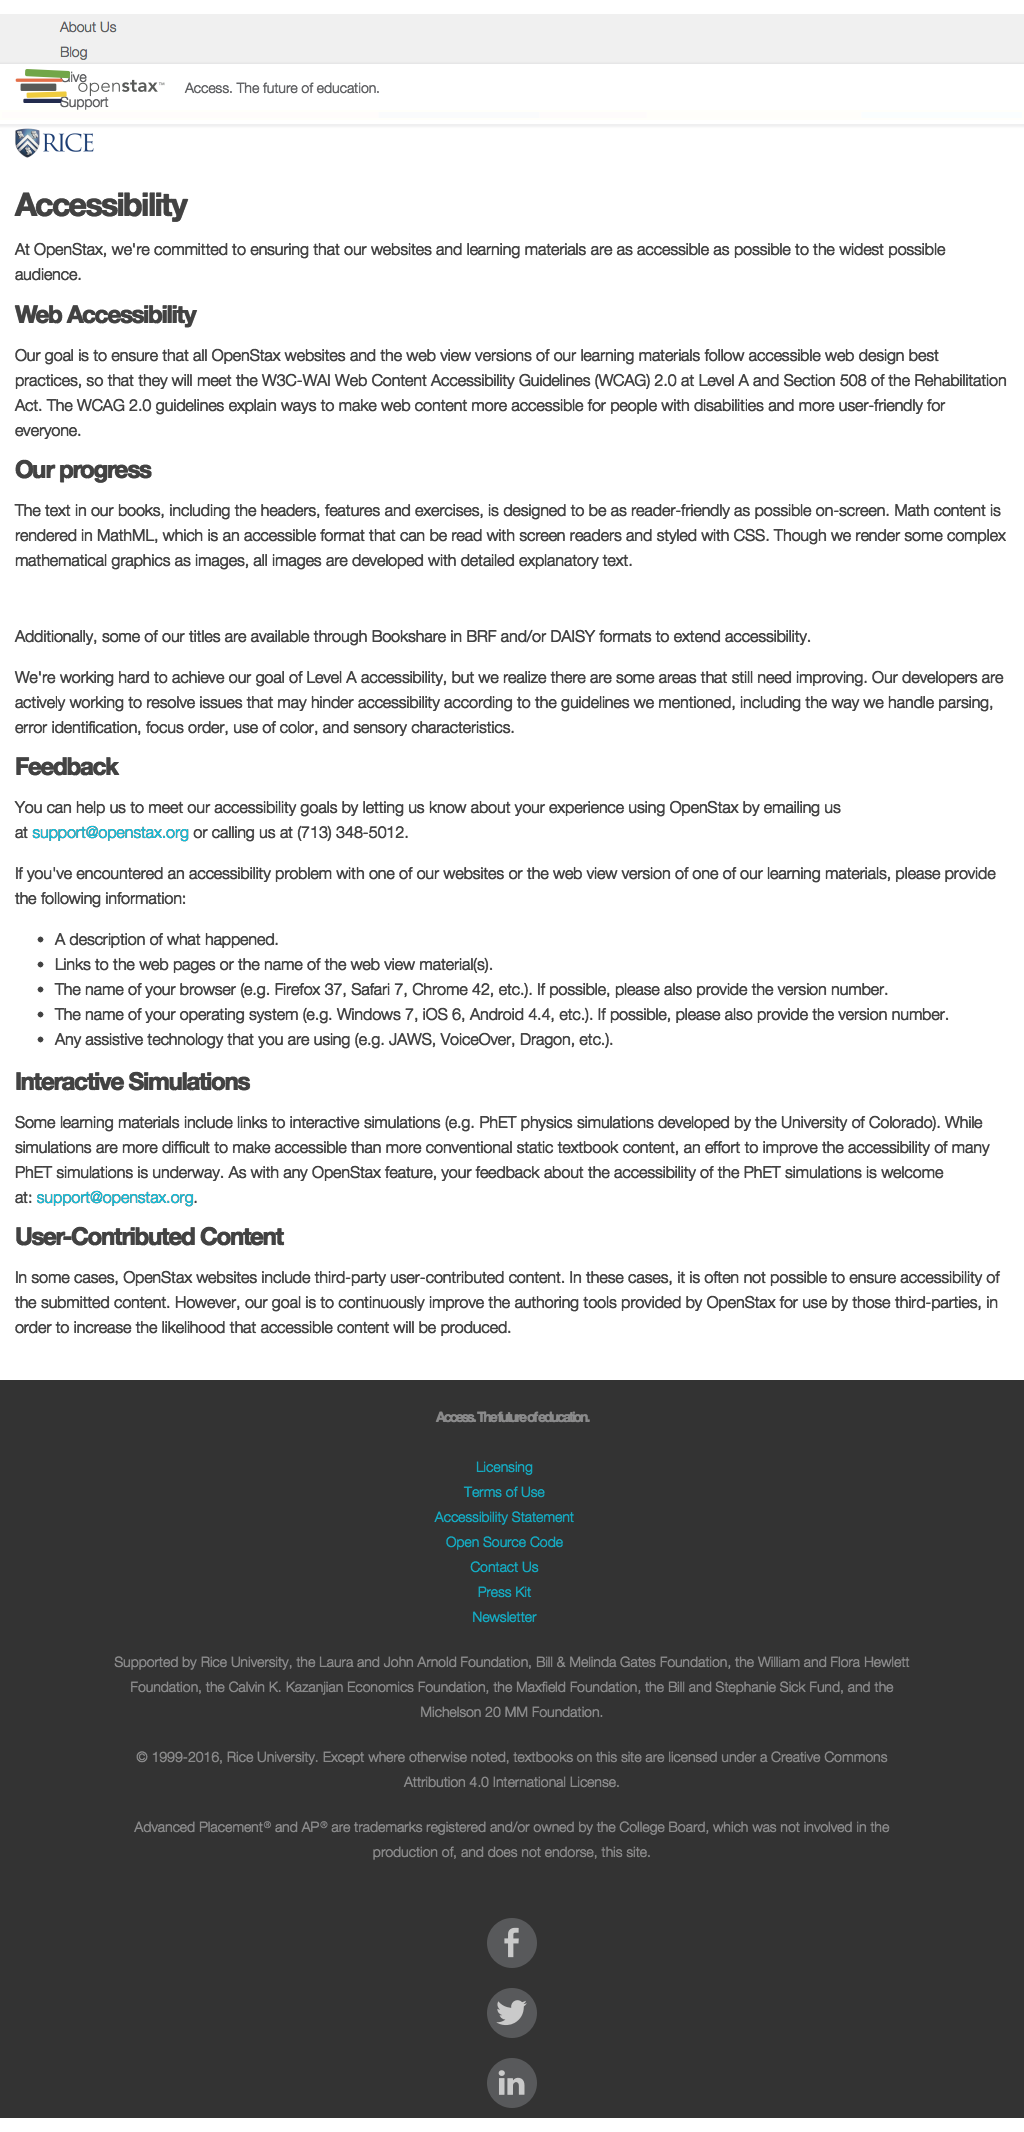 About Us
Blog
Give
openstax™ Access. The future of education.
Support
RICE
Accessibility
At OpenStax, we're committed to ensuring that our websites and learning materials are as accessible as possible to the widest possible
audience.
Web Accessibility
Our goal is to ensure that all OpenStax websites and the web view versions of our learning materials follow accessible web design best
practices, so that they will meet the W3C-WAI Web Content Accessibility Guidelines (WCAG) 2.0 at Level A and Section 508 of the Rehabilitation
Act. The WCAG 2.0 guidelines explain ways to make web content more accessible for people with disabilities and more user-friendly for
everyone.
Our progress
The text in our books, including the headers, features and exercises, is designed to be as reader-friendly as possible on-screen. Math content is
rendered in MathML, which is an accessible format that can be read with screen readers and styled with CSS. Though we render some complex
mathematical graphics as images, all images are developed with detailed explanatory text.
Additionally, some of our titles are available through Bookshare in BRF and/or DAISY formats to extend accessibility.
We're working hard to achieve our goal of Level A accessibility, but we realize there are some areas that still need improving. Our developers are
actively working to resolve issues that may hinder accessibility according to the guidelines we mentioned, including the way we handle parsing,
error identification, focus order, use of color, and sensory characteristics.
Feedback
You can help us to meet our accessibility goals by letting us know about your experience using OpenStax by emailing us
at support@openstax.org or calling us at (713) 348-5012.
If you've encountered an accessibility problem with one of our websites or the web view version of one of our learning materials, please provide
the following information:
• A description of what happened.
• Links to the web pages or the name of the web view material(s).
• The name of your browser (e.g. Firefox 37, Safari 7, Chrome 42, etc.). If possible, please also provide the version number.
• The name of your operating system (e.g. Windows 7, iOS 6, Android 4.4, etc.). If possible, please also provide the version number.
• Any assistive technology that you are using (e.g. JAWS, VoiceOver, Dragon, etc.).
Interactive Simulations
Some learning materials include links to interactive simulations (e.g. PhET physics simulations developed by the University of Colorado). While
simulations are more difficult to make accessible than more conventional static textbook content, an effort to improve the accessibility of many
PhET simulations is underway. As with any OpenStax feature, your feedback about the accessibility of the PhET simulations is welcome
at: support@openstax.org.
User-Contributed Content
In some cases, OpenStax websites include third-party user-contributed content. In these cases, it is often not possible to ensure accessibility of
the submitted content. However, our goal is to continuously improve the authoring tools provided by OpenStax for use by those third-parties, in
order to increase the likelihood that accessible content will be produced.
Access. The future of education.
Licensing
Terms of Use
Accessibility Statement
Open Source Code
Contact Us
Press Kit
Newsletter
Supported by Rice University, the Laura and John Arnold Foundation, Bill & Melinda Gates Foundation, the William and Flora Hewlett
Foundation, the Calvin K. Kazanjian Economics Foundation, the Maxfield Foundation, the Bill and Stephanie Sick Fund, and the
Michelson 20 MM Foundation.
© 1999-2016, Rice University. Except where otherwise noted, textbooks on this site are licensed under a Creative Commons
Attribution 4.0 International License.
Advanced Placement® and AP® are trademarks registered and/or owned by the College Board, which was not involved in the
production of, and does not endorse, this site.
f
in